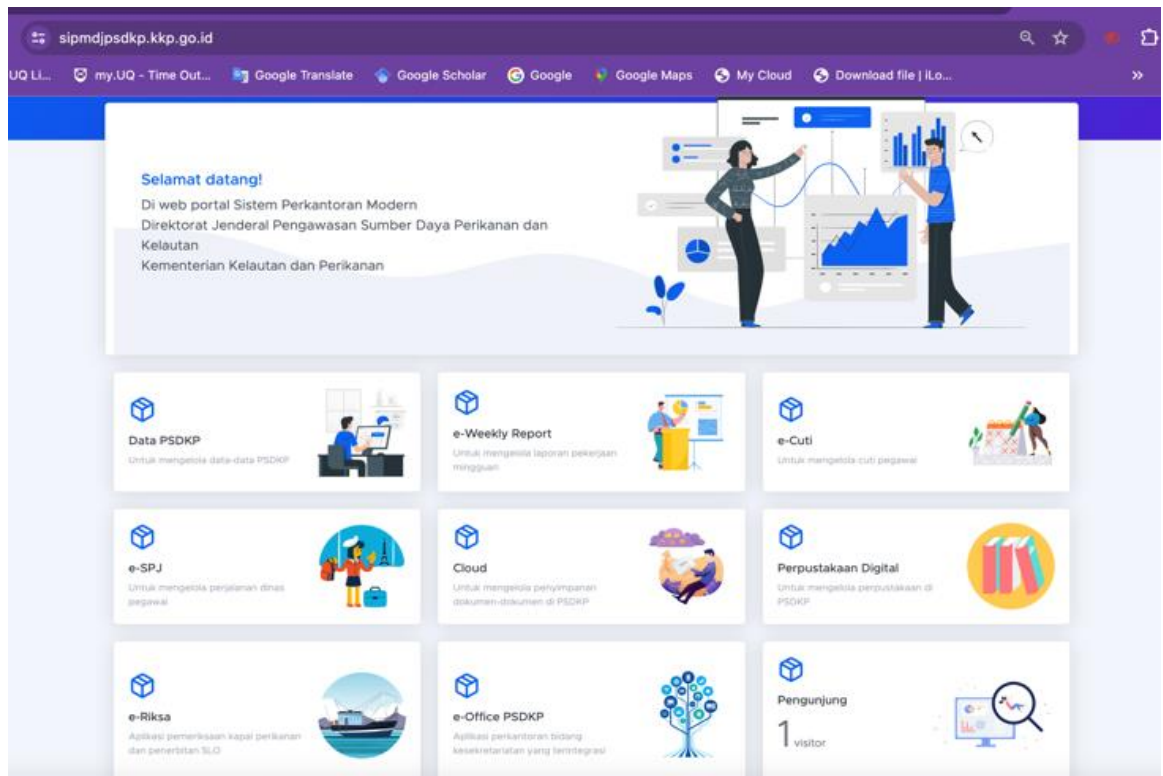 sipmdjpsdkp.kkp.go.id
UQ Li...
my.UQ - Time Out...
Google Translate
Google Scholar
Google
Google Maps
My Cloud
Download file | iLo...
»
Selamat datang!
Di web portal Sistem Perkantoran Modern
Direktorat Jenderal Pengawasan Sumber Daya Perikanan dan
Kelautan
Kementerian Kelautan dan Perikanan
Data PSDKP
Untuk mengelola data-data PSDKP
e-Weekly Report
Untuk mengelola laporan pekerjaan
mingguan
e-Cuti
Untuk mengelola cuti pegawai
e-SPJ
Untuk mengelola perjalanan dinas
pegawai
Cloud
Untuk mengelola penyimpanan
dokumen-dokumen di PSDKP
Perpustakaan Digital
Untuk mengelola perpustakaan di
PSDKP
e-Riksa
Aplikasi pemeriksaan kapal perikanan
dan penerbitan SLO
e-Office PSDKP
Aplikasi perkantoran bidang
kesekretariatan yang terintegrasi
Pengunjung
1 visitor